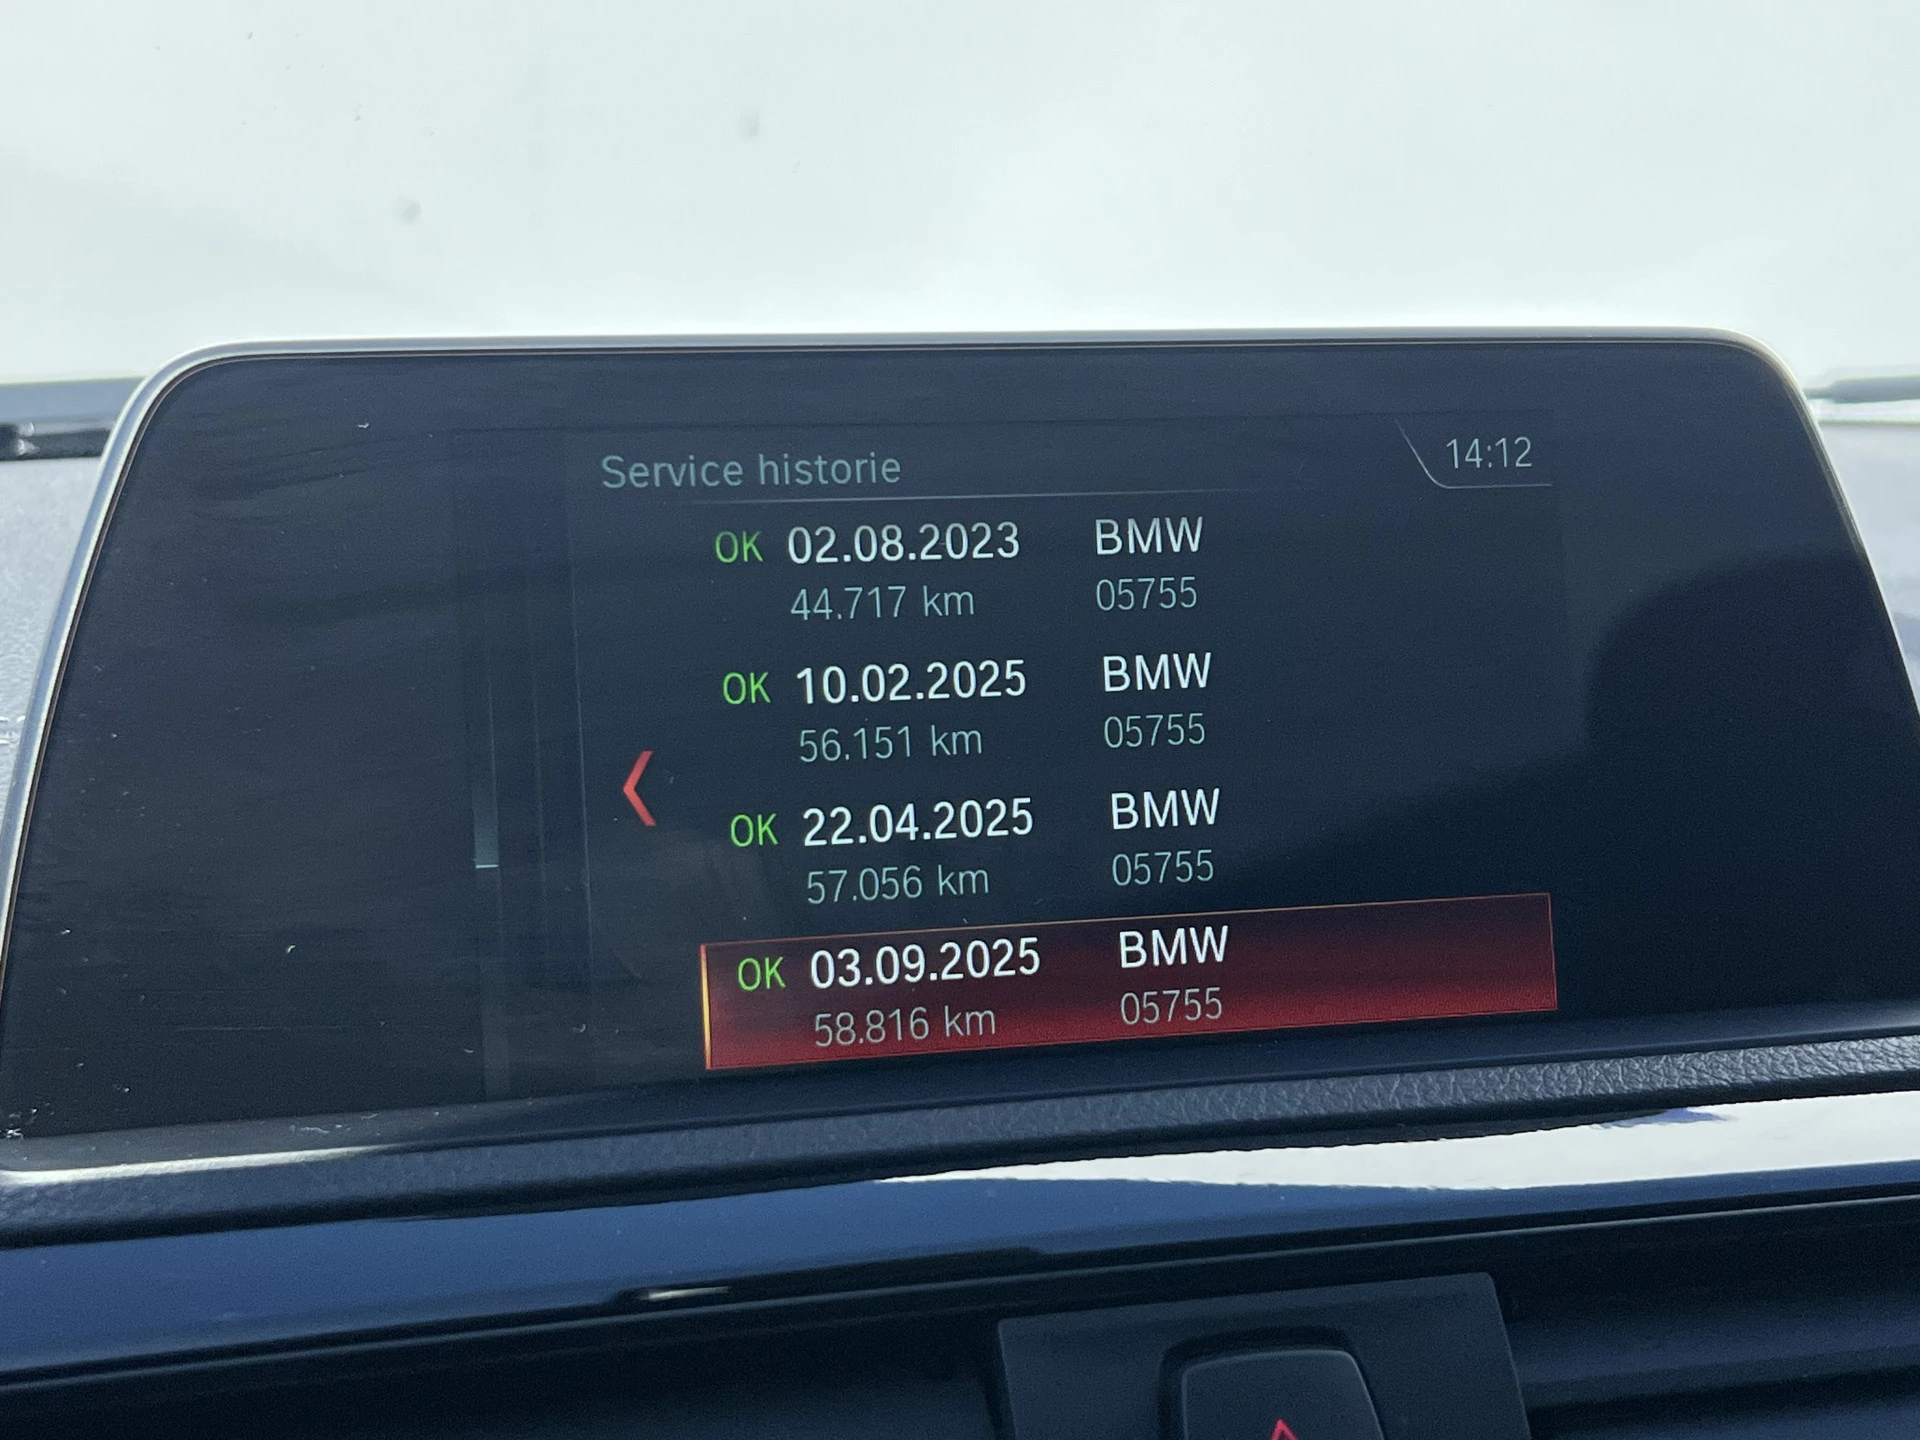 Service historie
14:12
OK 02.08.2023 BMW
44.717 km 05755
OK 10.02.2025 BMW
56.151 km 05755
OK 22.04.2025 BMW
57.056 km 05755
OK 03.09.2025 BMW
58.816 km 05755